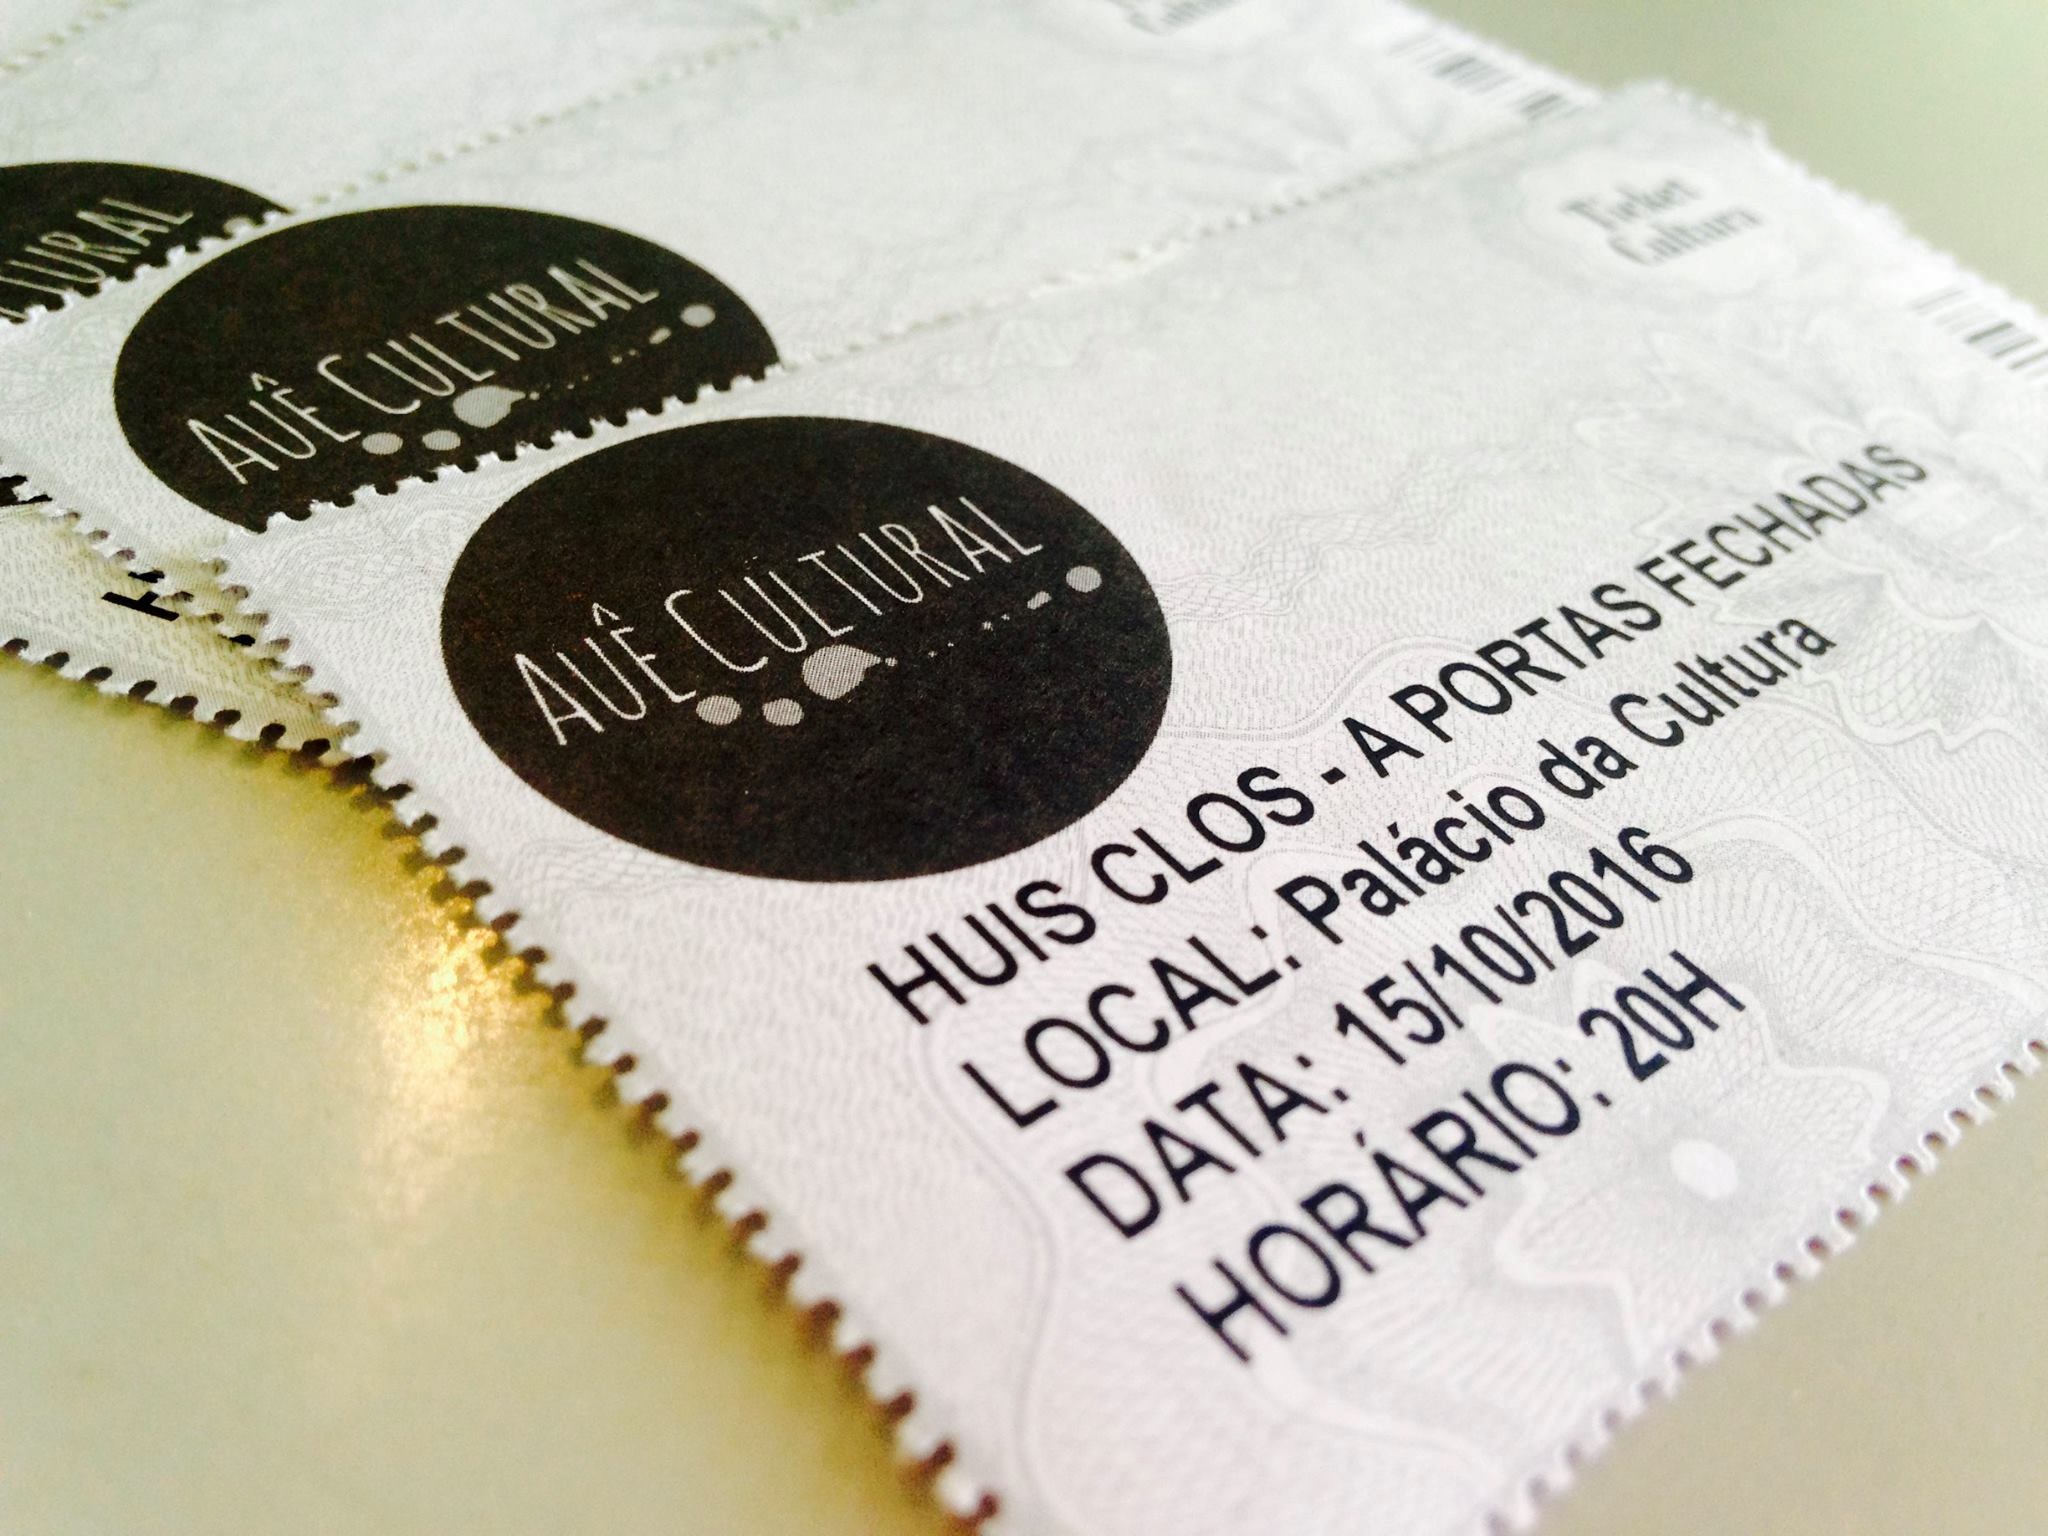 CULTURAL
AUÊ CULTURAL
Ticket
Cultura
AUÊ CULTURAL
HUIS CLOS - A PORTAS FECHADAS
LOCAL: Palácio da Cultura
DATA: 15/10/2016
HORÁRIO: 20H